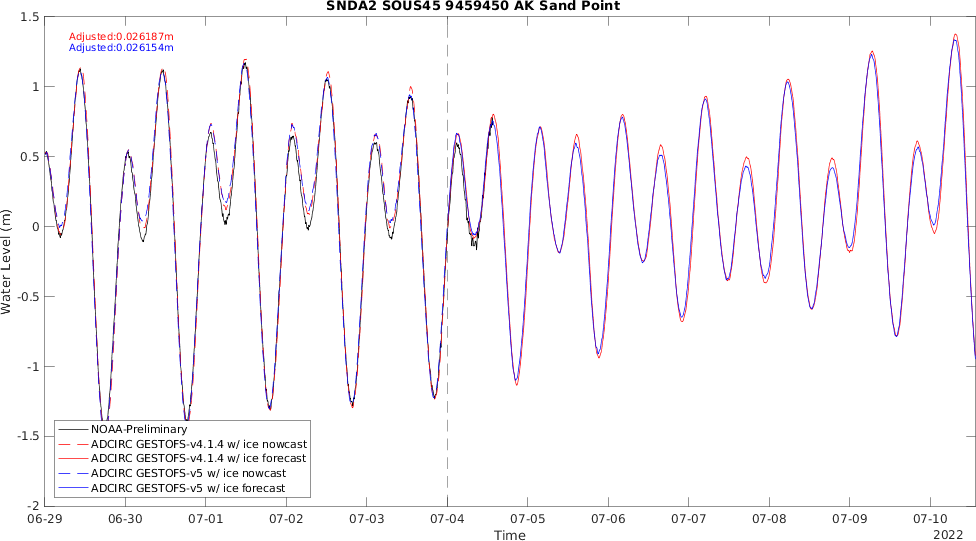 SNDA2 SOUS45 9459450 AK Sand Point
1.5
Adjusted:0.026187m
Adjusted:0.026154m
1
0.5
0
-0.5
-1
-1.5
-2
Water Level (m)
NOAA-Preliminary
ADCIRC GESTOFS-v4.1.4 w/ ice nowcast
ADCIRC GESTOFS-v4.1.4 w/ ice forecast
ADCIRC GESTOFS-v5 w/ ice nowcast
ADCIRC GESTOFS-v5 w/ ice forecast
06-29 06-30 07-01 07-02 07-03 07-04 07-05 07-06 07-07 07-08 07-09 07-10
Time
2022